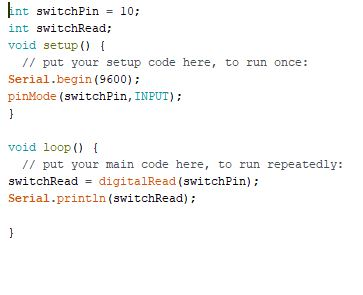 int switchPin = 10;
int switchRead;
void setup() {
  // put your setup code here, to run once:
Serial.begin(9600);
pinMode(switchPin,INPUT);
}

void loop() {
  // put your main code here, to run repeatedly:
switchRead = digitalRead(switchPin);
Serial.println(switchRead);

}